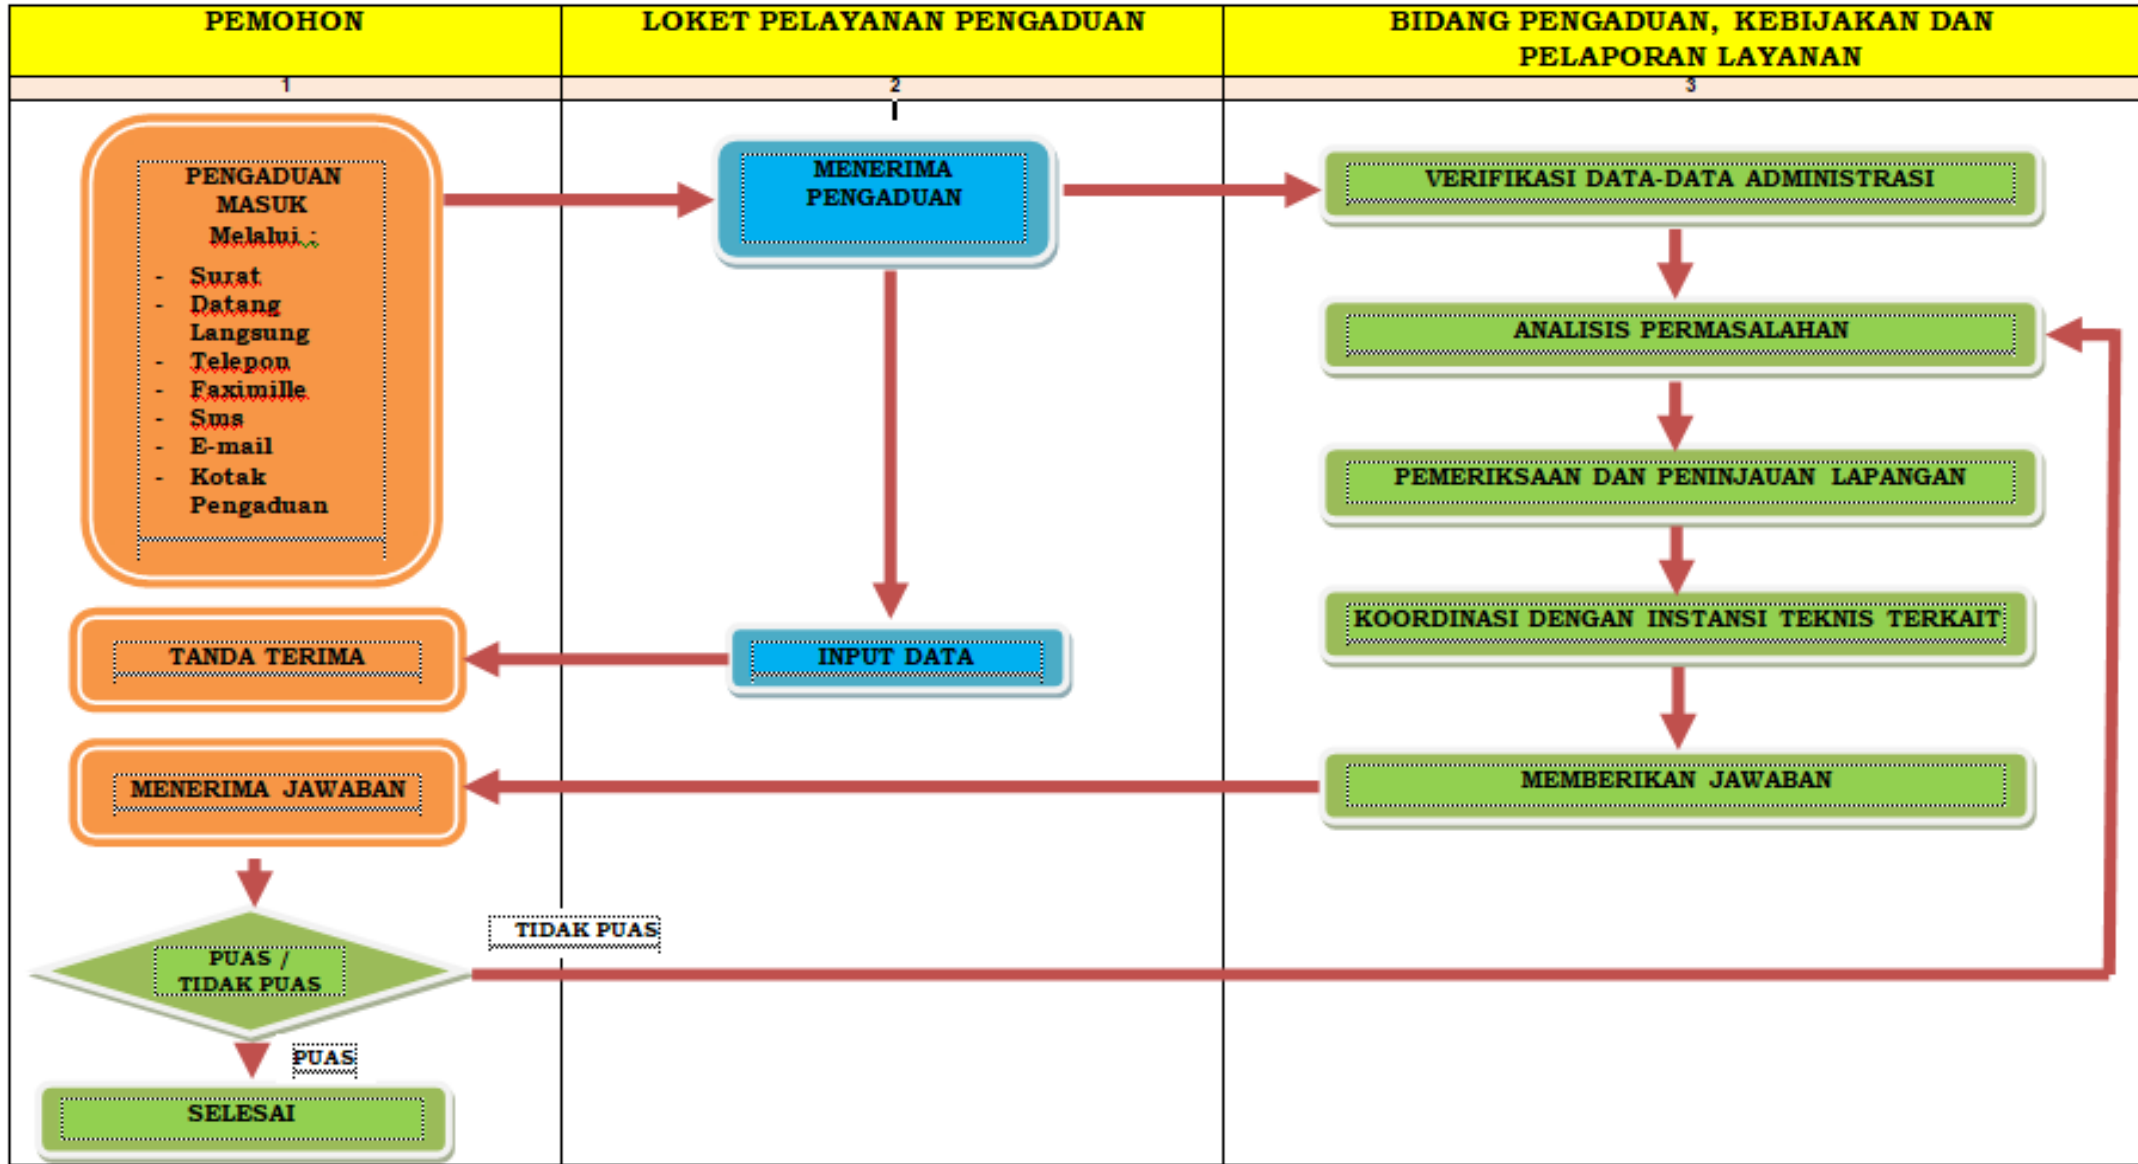 PEMOHON
LOKET PELAYANAN PENGADUAN
BIDANG PENGADUAN, KEBIJAKAN DAN
PELAPORAN LAYANAN
1
2
3
PENGADUAN
MASUK
Melalui :
- Surat
- Datang
Langsung
- Telepon
- Faximille
- Sms
- E-mail
- Kotak
Pengaduan
MENERIMA
PENGADUAN
VERIFIKASI DATA-DATA ADMINISTRASI
ANALISIS PERMASALAHAN
PEMERIKSAAN DAN PENINJAUAN LAPANGAN
KOORDINASI DENGAN INSTANSI TEKNIS TERKAIT
TANDA TERIMA
INPUT DATA
MENERIMA JAWABAN
MEMBERIKAN JAWABAN
TIDAK PUAS
PUAS /
TIDAK PUAS
PUAS
SELESAI